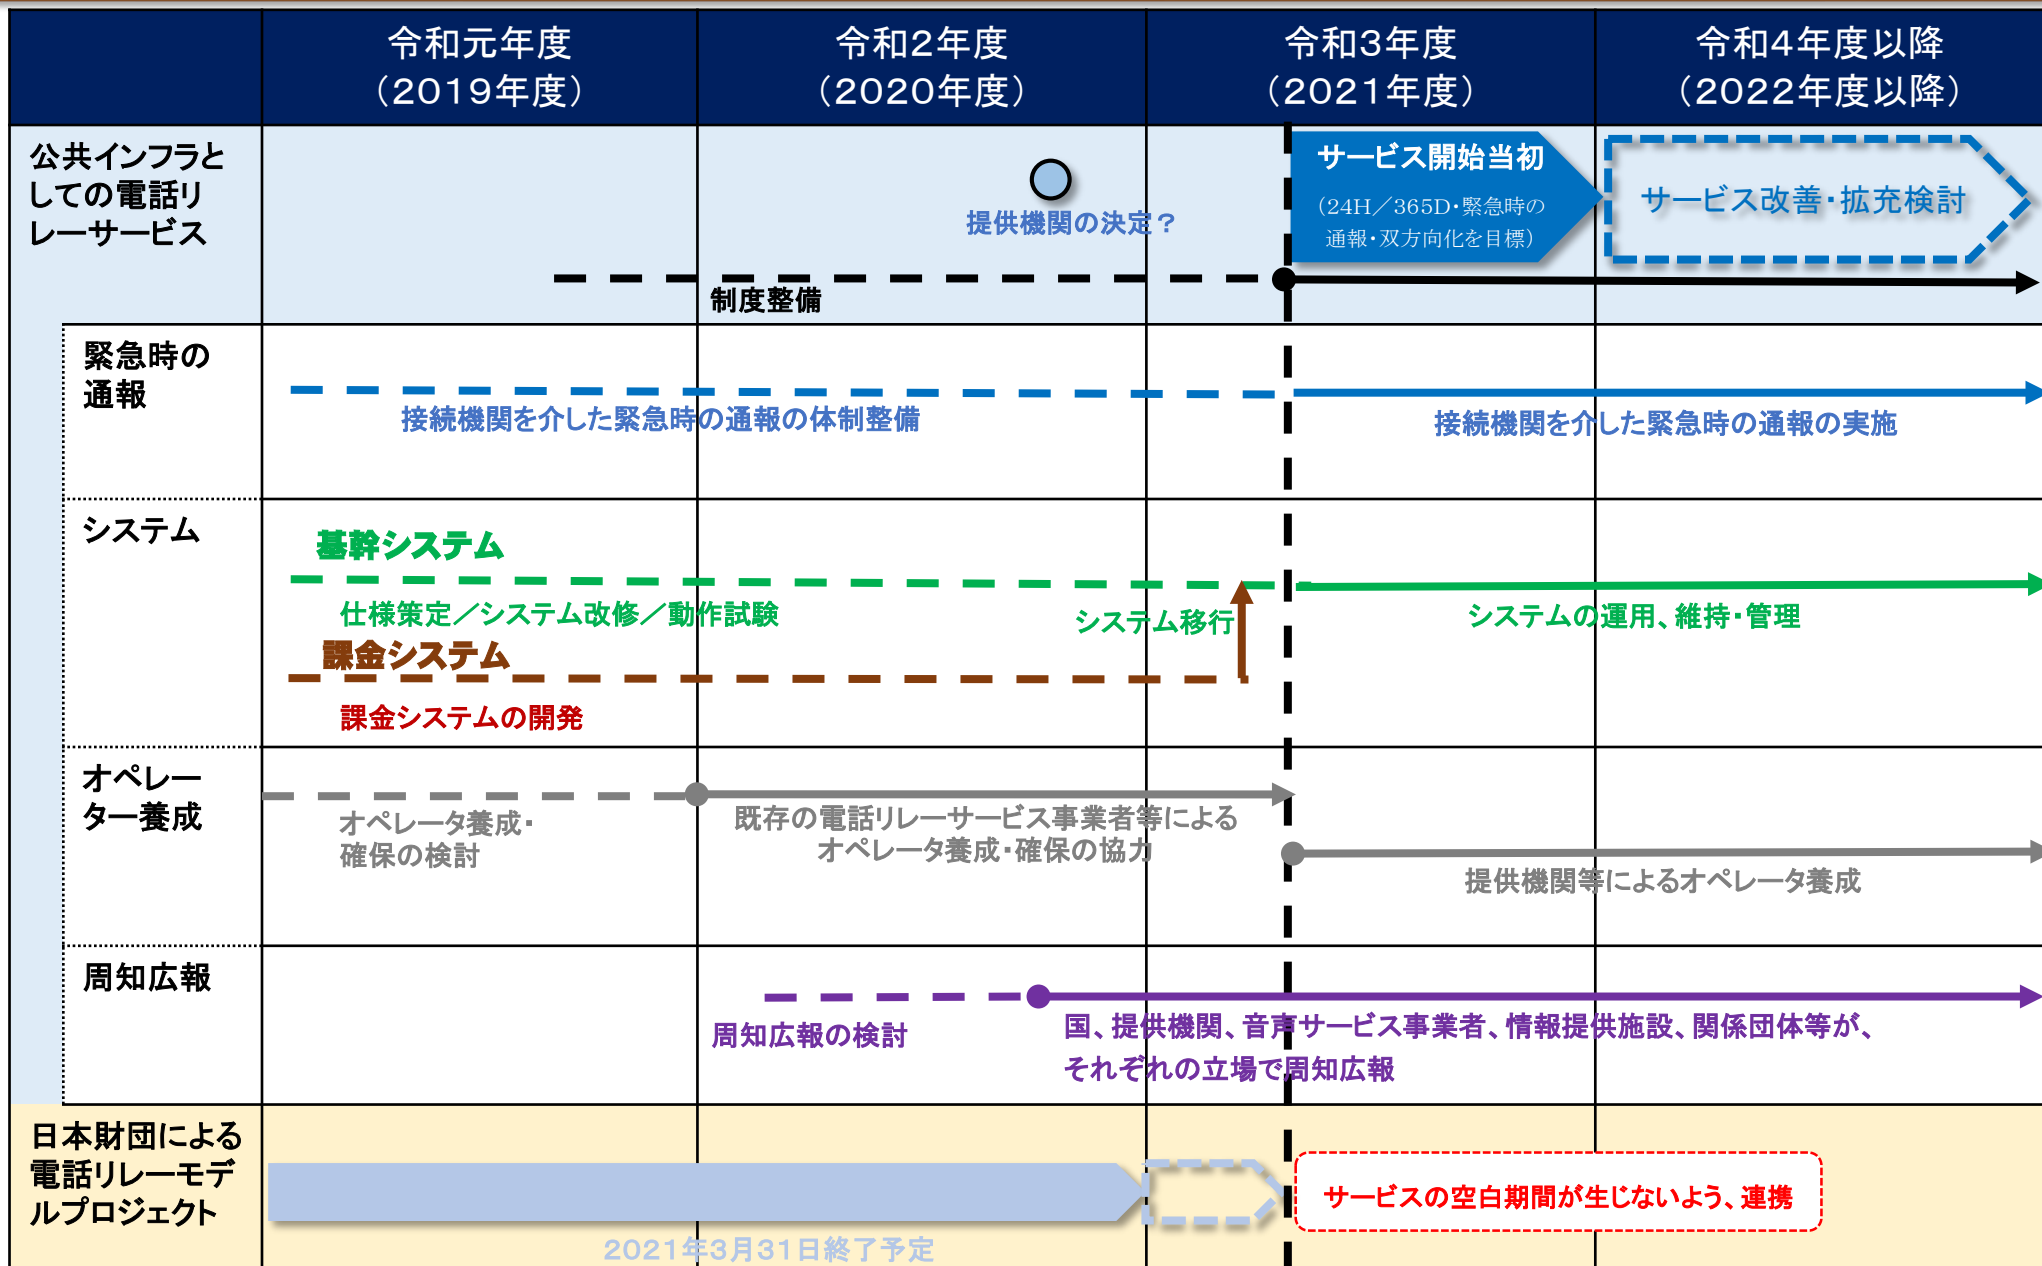 令和元年度
（2019年度）
令和2年度
（2020年度）
令和3年度
（2021年度）
令和4年度以降
（2022年度以降）
公共インフラと
しての電話リ
レーサービス
提供機関の決定？
サービス開始当初
（24H／365D・緊急時の
通報・双方向化を目標）
サービス改善・拡充検討
制度整備
緊急時の
通報
接続機関を介した緊急時の通報の体制整備
接続機関を介した緊急時の通報の実施
システム
基幹システム
仕様策定／システム改修／動作試験
システム移行
システムの運用、維持・管理
課金システム
課金システムの開発
オペレー
ター養成
オペレータ養成・
確保の検討
既存の電話リレーサービス事業者等による
オペレータ養成・確保の協力
提供機関等によるオペレータ養成
周知広報
周知広報の検討
国、提供機関、音声サービス事業者、情報提供施設、関係団体等が、
それぞれの立場で周知広報
日本財団による
電話リレーモデ
ルプロジェクト
2021年3月31日終了予定
サービスの空白期間が生じないよう、連携